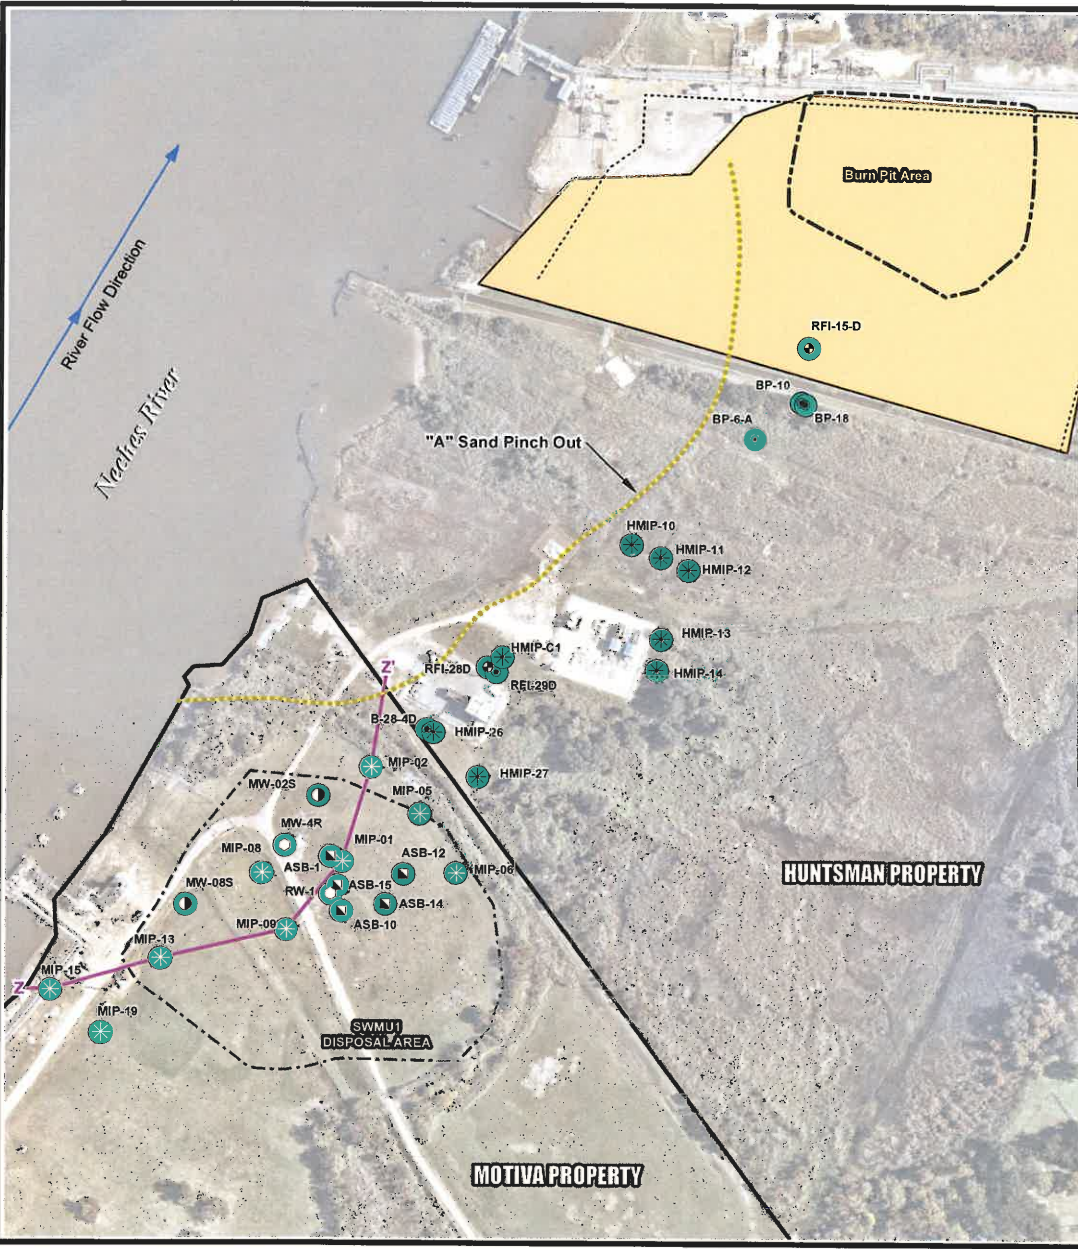 Burn Pit Area
River Flow Direction
Neches River
RFI-15-D
BP-10
BP-18
BP-6-A
"A" Sand Pinch Out
HMIP-10
HMIP-11
HMIP-12
HMIP-13
HMIP-14
HMIP-C1
RFI-28D
RFI-29D
Z'
B-28-4D
HMIP-26
HMIP-27
MIP-02
MW-02S
MIP-05
MW-4R
MIP-01
MIP-08
ASB-1
ASB-12
MIP-06
MW-08S
RW-1
ASB-15
ASB-14
ASB-10
MIP-09
MIP-13
MIP-15
Z
MIP-19
SWMU1
DISPOSAL AREA
HUNTSMAN PROPERTY
MOTIVA PROPERTY